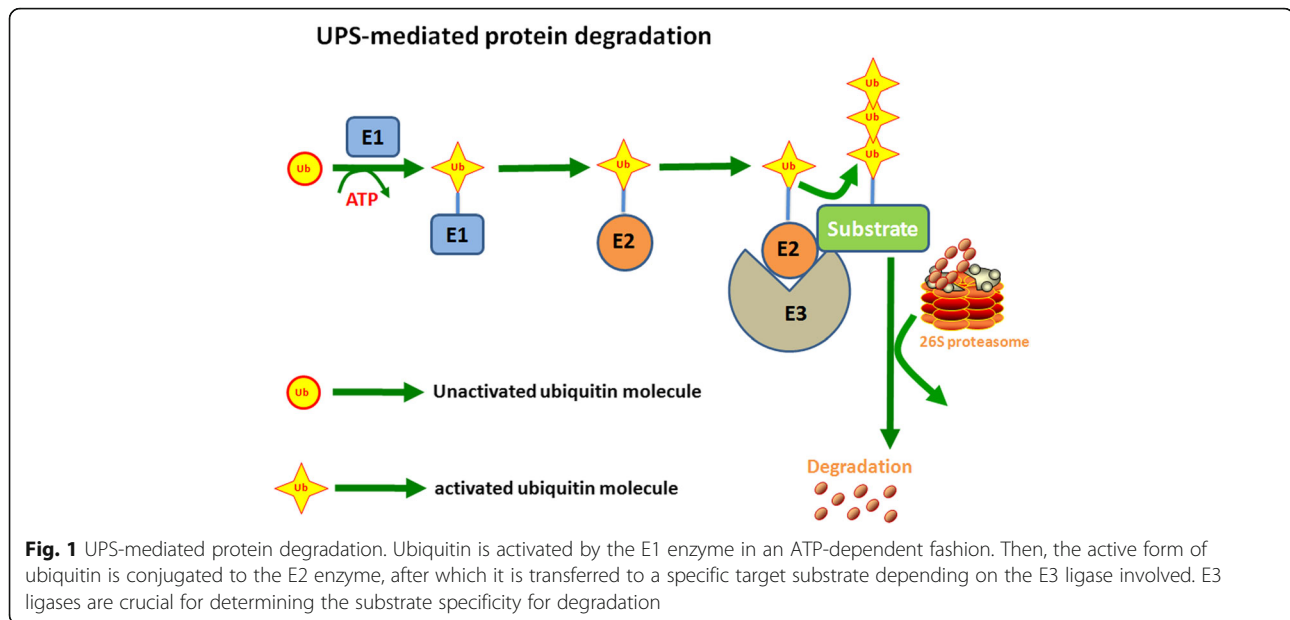 UPS-mediated protein degradation
Ub
Ub
Ub
E1
Ub
Ub
Ub
Ub
ATP
E1
E2
E2
Substrate
E3
26S proteasome
Ub
Unactivated ubiquitin molecule
Degradation
Ub
activated ubiquitin molecule
Fig. 1 UPS-mediated protein degradation. Ubiquitin is activated by the E1 enzyme in an ATP-dependent fashion. Then, the active form of
ubiquitin is conjugated to the E2 enzyme, after which it is transferred to a specific target substrate depending on the E3 ligase involved. E3
ligases are crucial for determining the substrate specificity for degradation